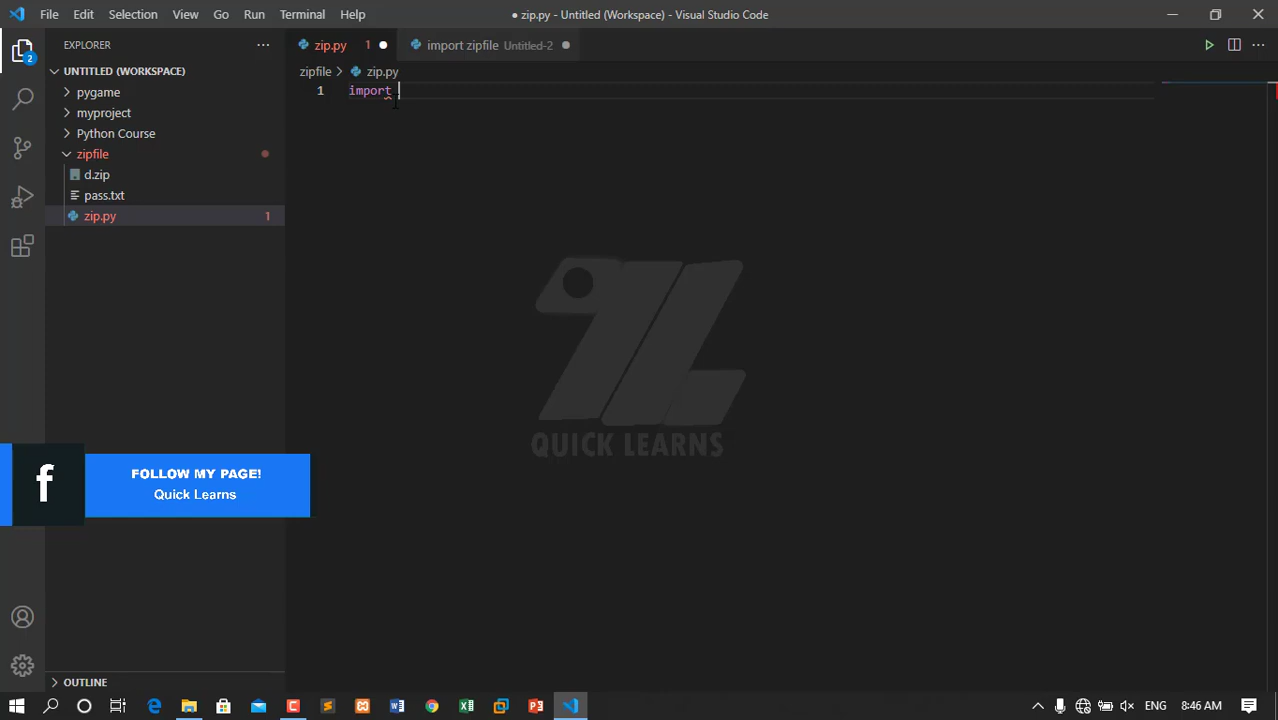 File Edit Selection View Go Run Terminal Help
● zip.py - Untitled (Workspace) - Visual Studio Code
EXPLORER ...
zip.py 1
import zipfile Untitled-2
UNTITLED (WORKSPACE)
zipfile > zip.py
pygame
1 import
myproject
Python Course
zipfile
d.zip
pass.txt
zip.py 1
2
QUICK LEARNS
FOLLOW MY PAGE!
Quick Learns
f
OUTLINE
ENG 8:46 AM